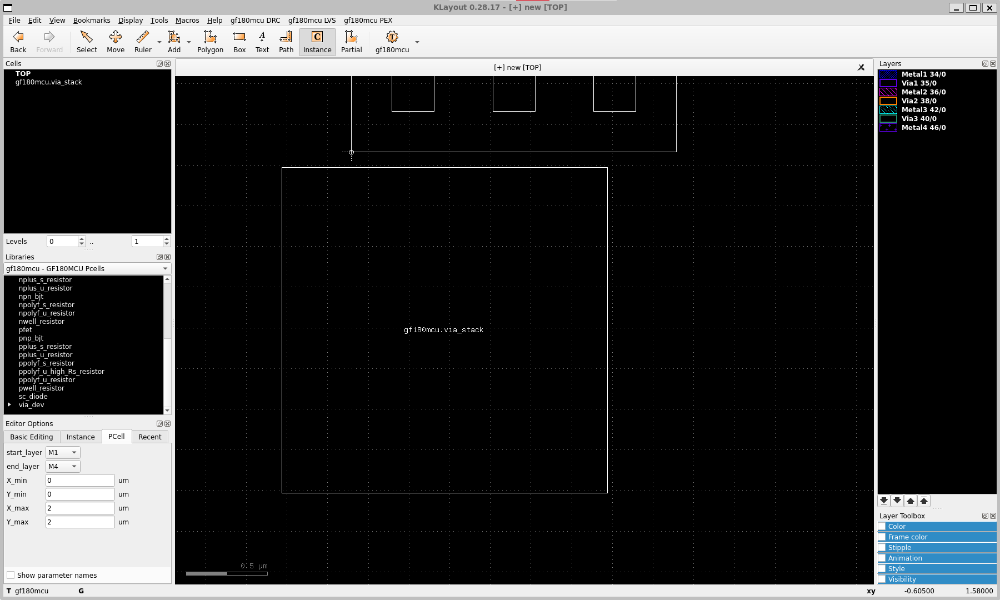 KLayout 0.28.17 - [+] new [TOP]
File Edit View Bookmarks Display Tools Macros Help gf180mcu DRC gf180mcu LVS gf180mcu PEX
Back Forward Select Move Ruler Add Polygon Box Text Path Instance Partial gf180mcu
Cells
TOP
gf180mcu.via_stack
Levels 0 .. 1
Libraries
gf180mcu - GF180MCU Pcells
nplus_s_resistor
nplus_u_resistor
npn_bjt
npolyf_s_resistor
npolyf_u_resistor
nwell_resistor
pfet
pnp_bjt
pplus_s_resistor
pplus_u_resistor
ppolyf_s_resistor
ppolyf_u_high_Rs_resistor
ppolyf_u_resistor
pwell_resistor
sc_diode
via_dev
Editor Options
Basic Editing Instance PCell Recent
start_layer M1
end_layer M4
X_min 0 um
Y_min 0 um
X_max 2 um
Y_max 2 um
Show parameter names
[+] new [TOP]
gf180mcu.via_stack
0.5 µm
Layers
Metal1 34/0
Via1 35/0
Metal2 36/0
Via2 38/0
Metal3 42/0
Via3 40/0
Metal4 46/0
Layer Toolbox
Color
Frame color
Stipple
Animation
Style
Visibility
T gf180mcu G xy -0.60500 1.58000